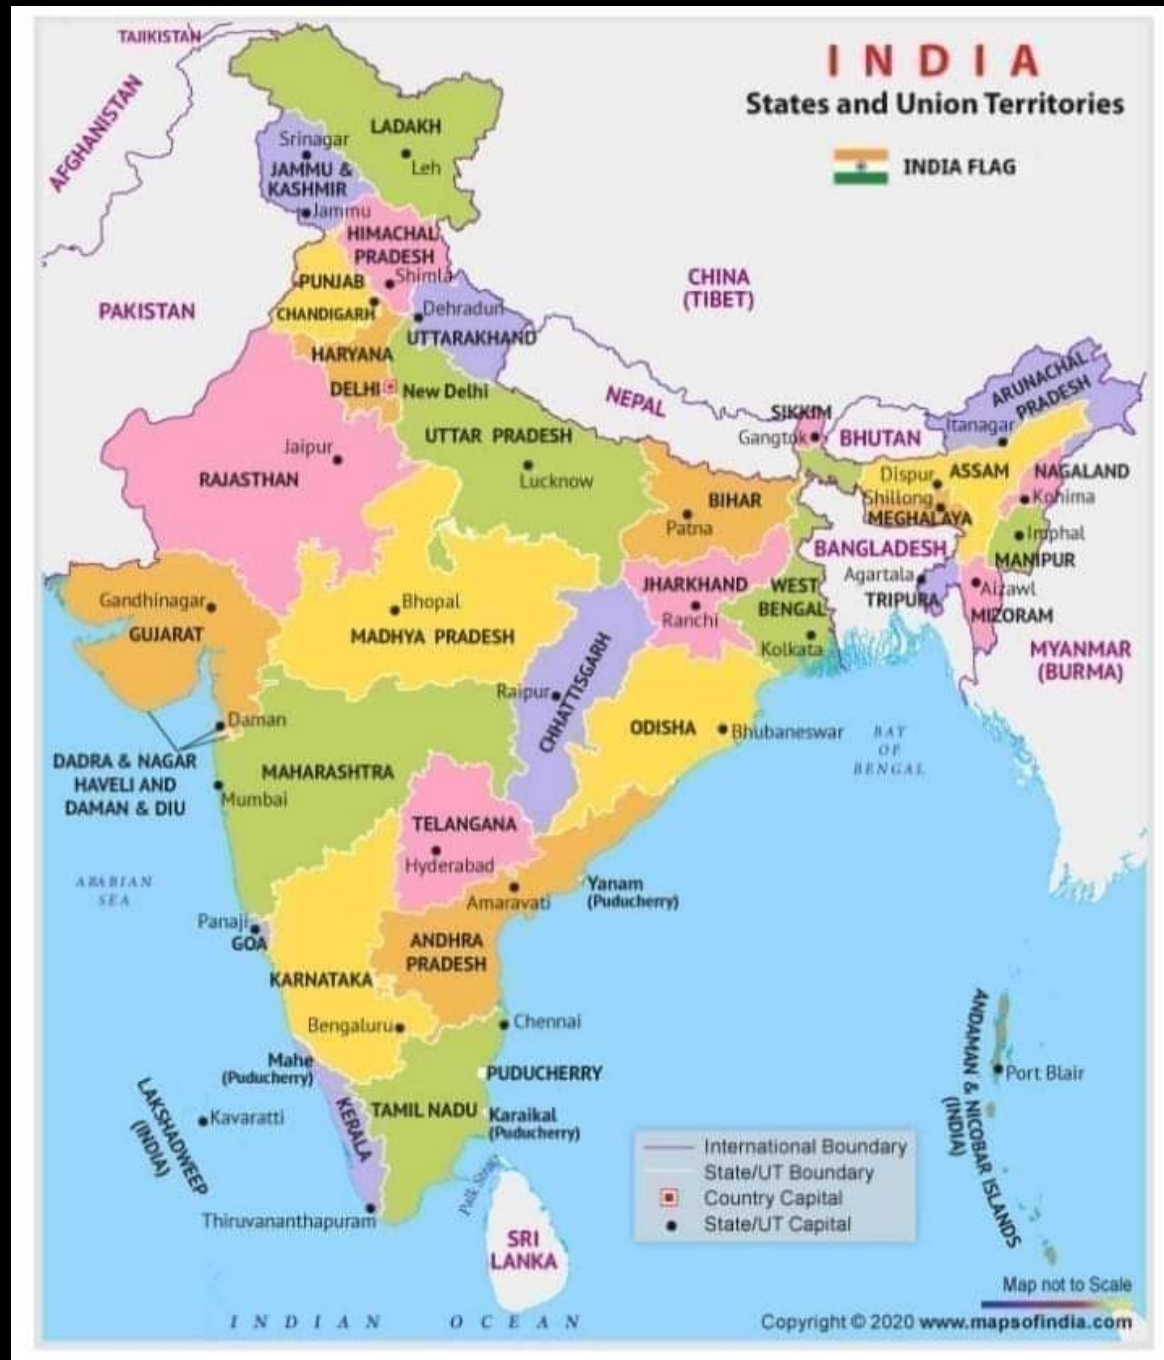 INDIA
States and Union Territories
INDIA FLAG
TAJIKISTAN
AFGHANISTAN
PAKISTAN
CHINA
(TIBET)
NEPAL
BHUTAN
BANGLADESH
MYANMAR
(BURMA)
SRI
LANKA
LADAKH
Leh
Srinagar
JAMMU &
KASHMIR
Jammu
HIMACHAL
PRADESH
Shimla
PUNJAB
CHANDIGARH
Dehradun
UTTARAKHAND
HARYANA
DELHI
New Delhi
UTTAR PRADESH
Lucknow
Jaipur
RAJASTHAN
SIKKIM
Gangtok
ARUNACHAL
PRADESH
Itanagar
Dispur
ASSAM
NAGALAND
Kohima
Shillong
MEGHALAYA
Imphal
MANIPUR
Agartala
TRIPURA
Aizawl
MIZORAM
BIHAR
Patna
JHARKHAND
Ranchi
WEST
BENGAL
Kolkata
Gandhinagar
GUJARAT
Bhopal
MADHYA PRADESH
CHHATTISGARH
Raipur
ODISHA
Bhubaneswar
BAY
OF
BENGAL
Daman
DADRA & NAGAR
HAVELI AND
DAMAN & DIU
MAHARASHTRA
Mumbai
TELANGANA
Hyderabad
ARABIAN
SEA
Amaravati
Yanam
(Puducherry)
ANDHRA
PRADESH
Panaji
GOA
KARNATAKA
Bengaluru
Chennai
Mahe
(Puducherry)
PUDUCHERRY
TAMIL NADU
Karaikal
(Puducherry)
KERALA
Thiruvananthapuram
LAKSHADWEEP
(INDIA)
Kavaratti
Palk Strait
ANDAMAN & NICOBAR ISLANDS
(INDIA)
Port Blair
International Boundary
State/UT Boundary
Country Capital
State/UT Capital
INDIAN OCEAN
Map not to Scale
Copyright © 2020 www.mapsofindia.com